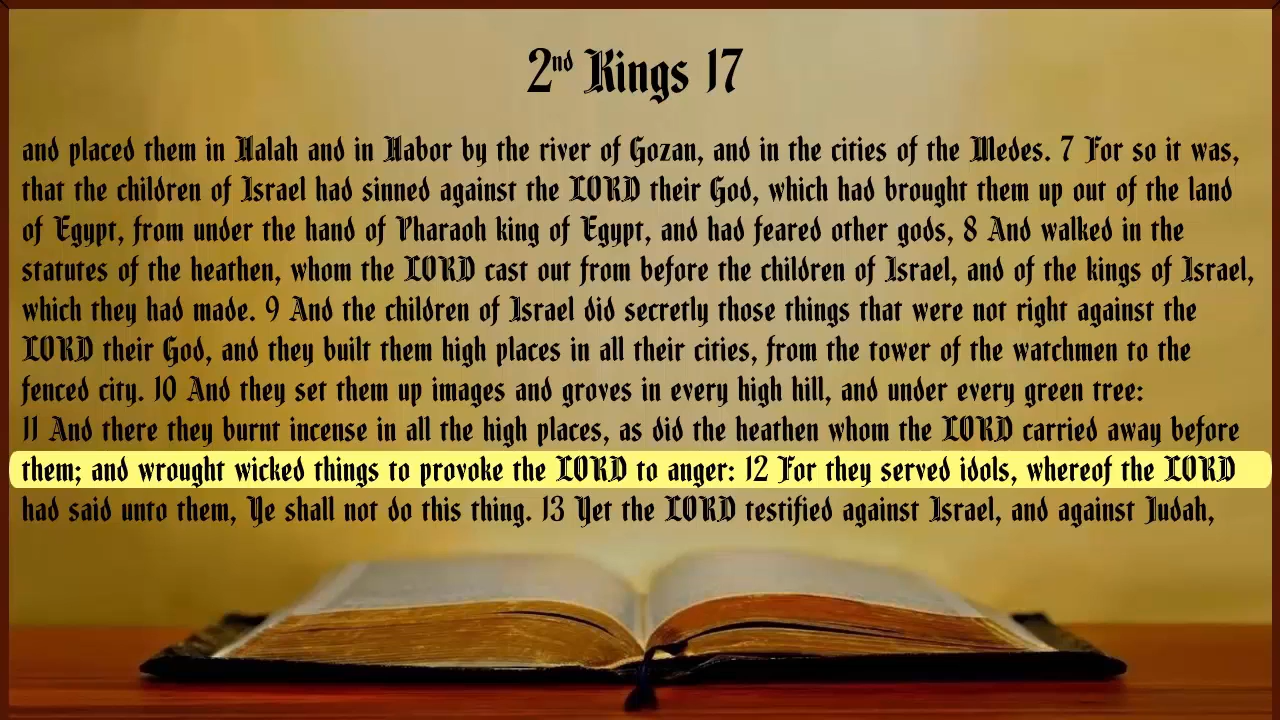 2nd Kings 17
and placed them in Halah and in Habor by the river of Gozan, and in the cities of the Medes. 7 For so it was,
that the children of Israel had sinned against the LORD their God, which had brought them up out of the land
of Egypt, from under the hand of Pharaoh king of Egypt, and had feared other gods, 8 And walked in the
statutes of the heathen, whom the LORD cast out from before the children of Israel, and of the kings of Israel,
which they had made. 9 And the children of Israel did secretly those things that were not right against the
LORD their God, and they built them high places in all their cities, from the tower of the watchmen to the
fenced city. 10 And they set them up images and groves in every high hill, and under every green tree:
11 And there they burnt incense in all the high places, as did the heathen whom the LORD carried away before
them; and wrought wicked things to provoke the LORD to anger: 12 For they served idols, whereof the LORD
had said unto them, Ye shall not do this thing. 13 Yet the LORD testified against Israel, and against Judah,